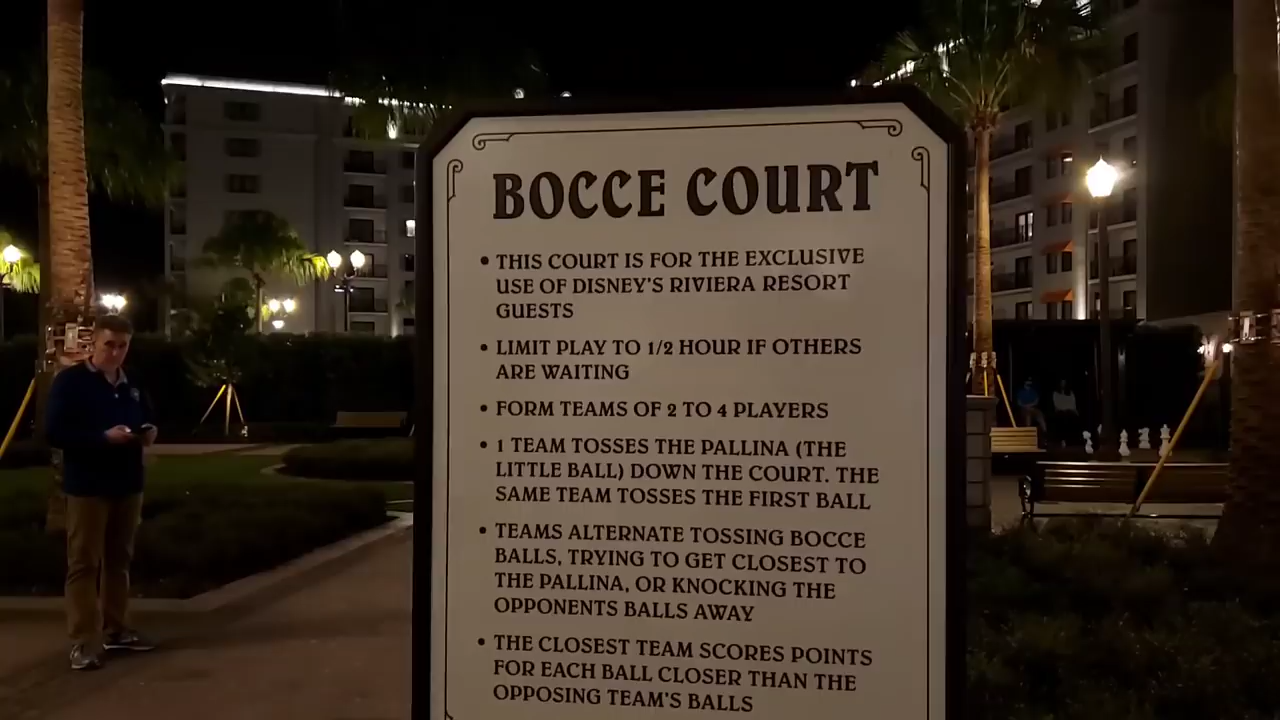 BOCCE COURT
• THIS COURT IS FOR THE EXCLUSIVE
USE OF DISNEY'S RIVIERA RESORT
GUESTS
• LIMIT PLAY TO 1/2 HOUR IF OTHERS
ARE WAITING
• FORM TEAMS OF 2 TO 4 PLAYERS
• 1 TEAM TOSSES THE PALLINA (THE
LITTLE BALL) DOWN THE COURT. THE
SAME TEAM TOSSES THE FIRST BALL
• TEAMS ALTERNATE TOSSING BOCCE
BALLS, TRYING TO GET CLOSEST TO
THE PALLINA, OR KNOCKING THE
OPPONENTS BALLS AWAY
• THE CLOSEST TEAM SCORES POINTS
FOR EACH BALL CLOSER THAN THE
OPPOSING TEAM'S BALLS